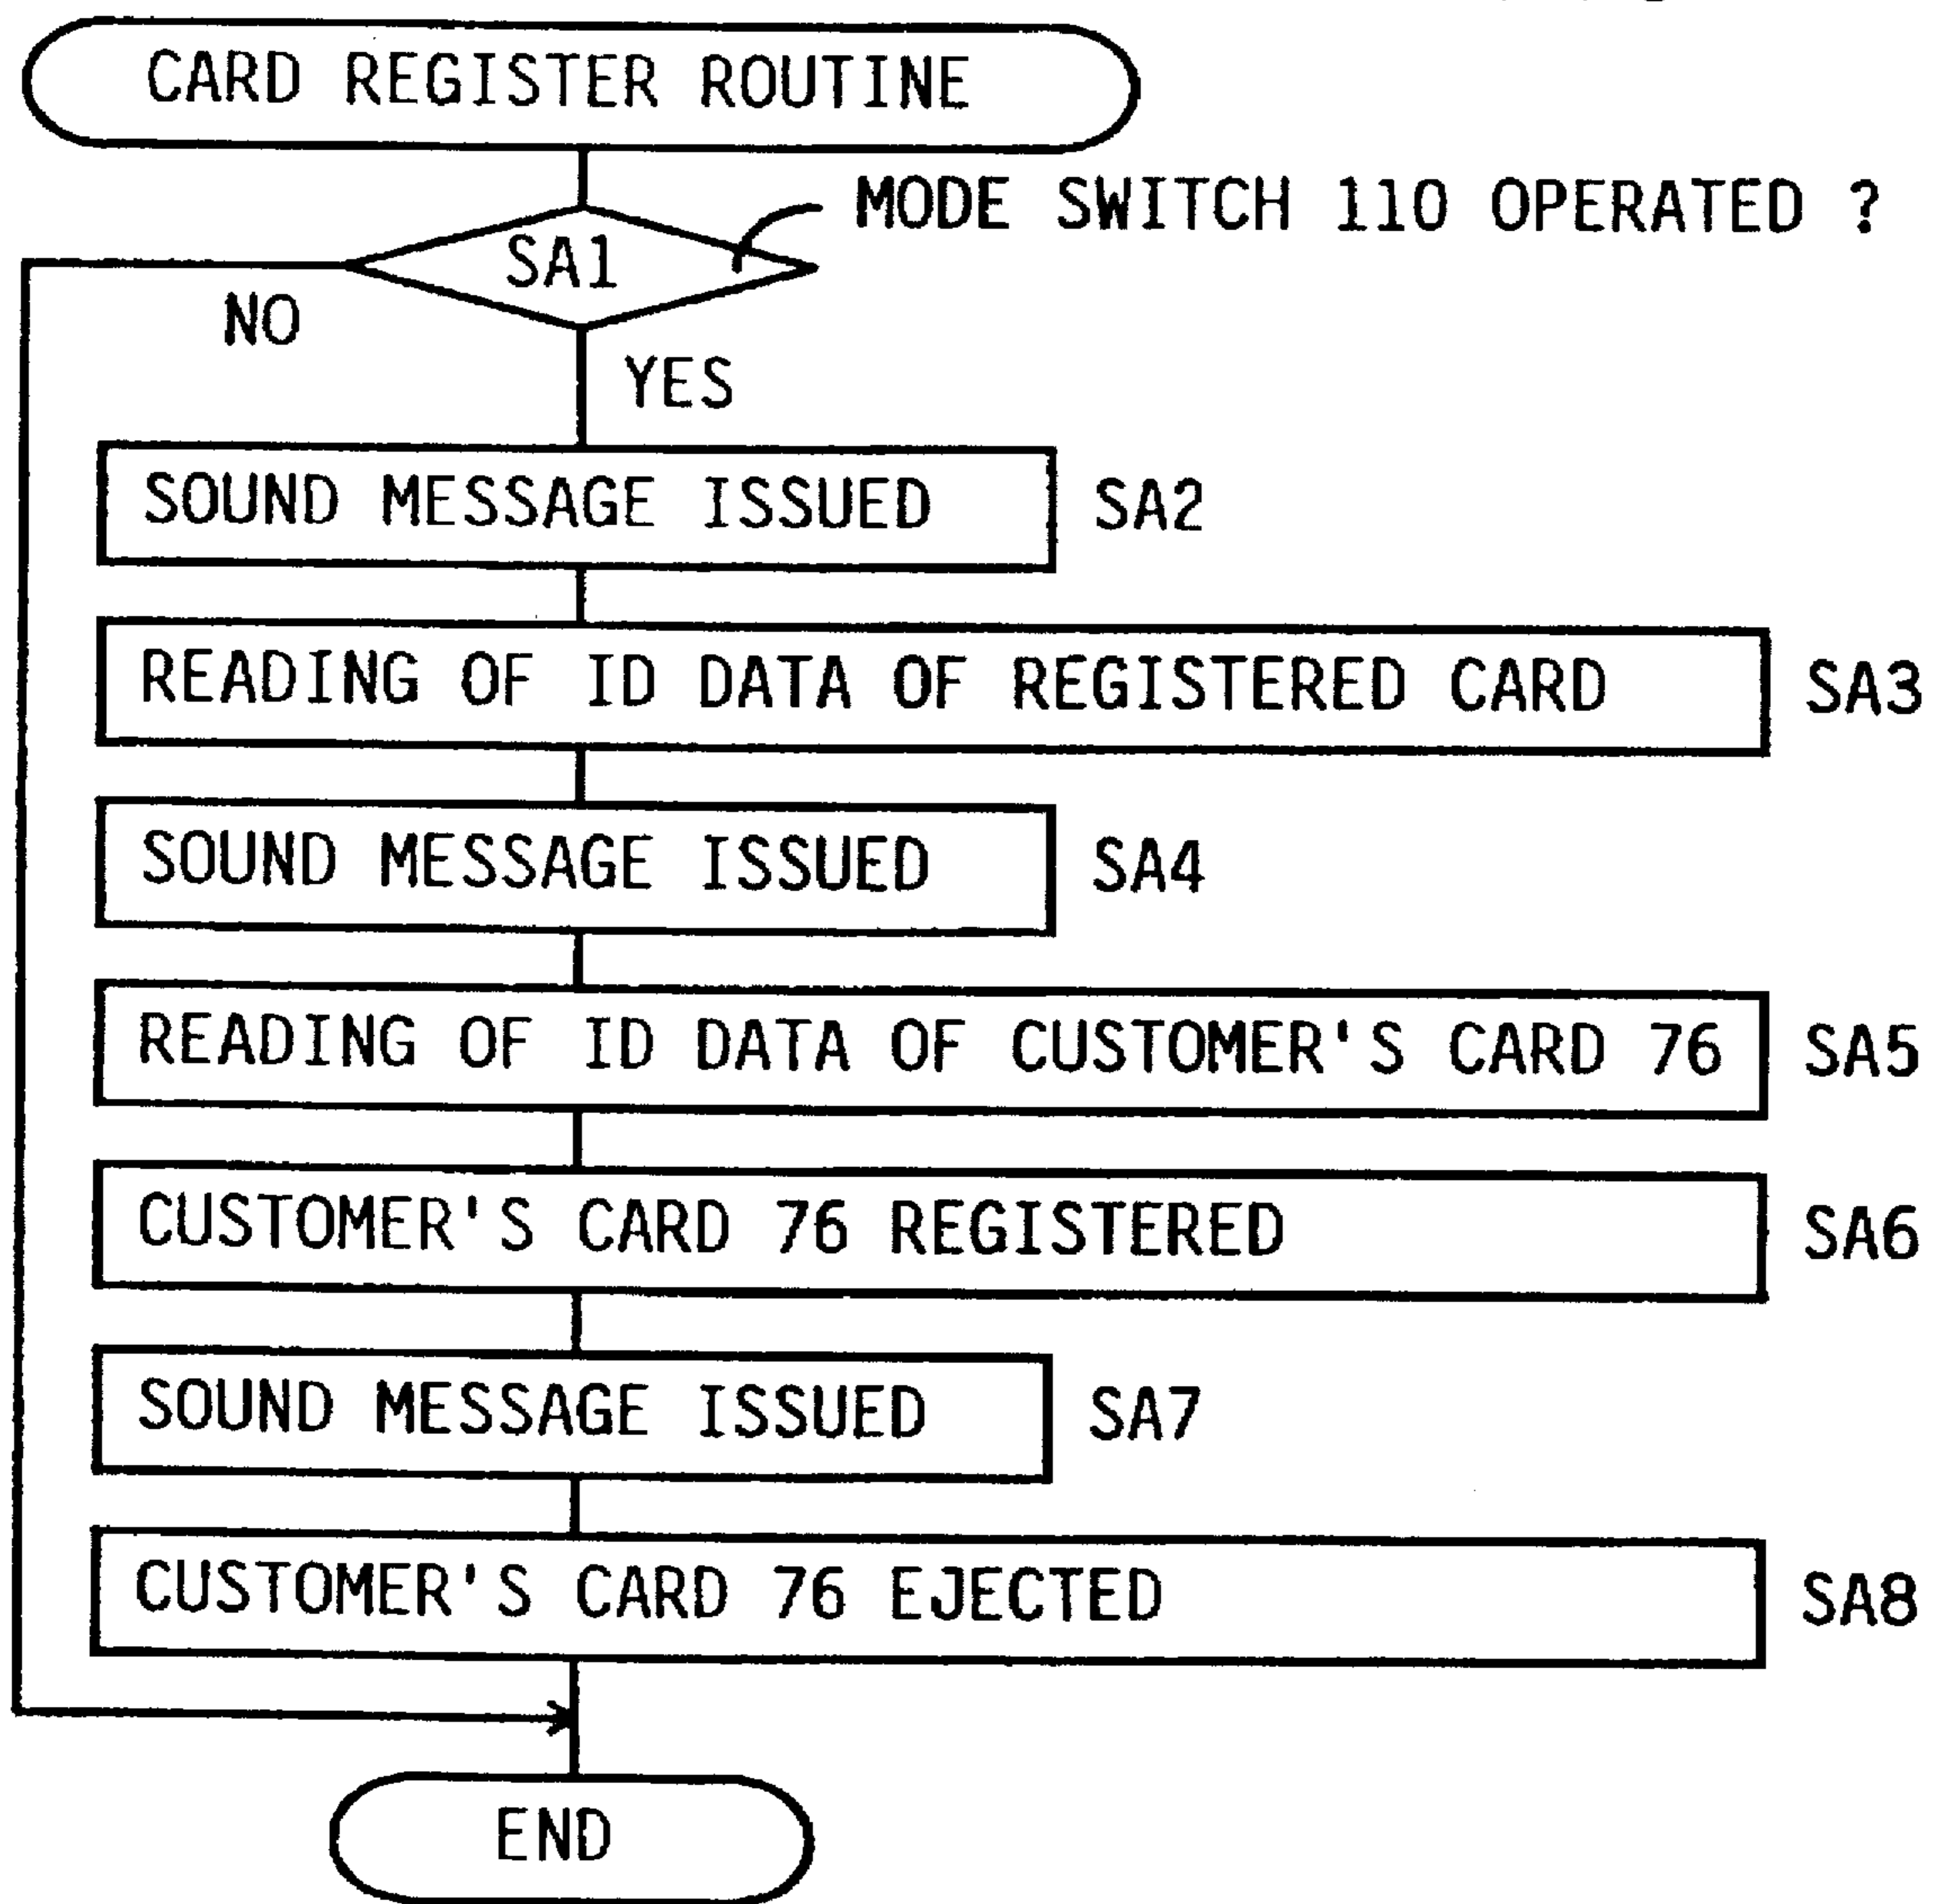 CARD REGISTER ROUTINE
MODE SWITCH 110 OPERATED ?
SA1
NO
YES
SOUND MESSAGE ISSUED SA2
READING OF ID DATA OF REGISTERED CARD SA3
SOUND MESSAGE ISSUED SA4
READING OF ID DATA OF CUSTOMER'S CARD 76 SA5
CUSTOMER'S CARD 76 REGISTERED SA6
SOUND MESSAGE ISSUED SA7
CUSTOMER'S CARD 76 EJECTED SA8
END